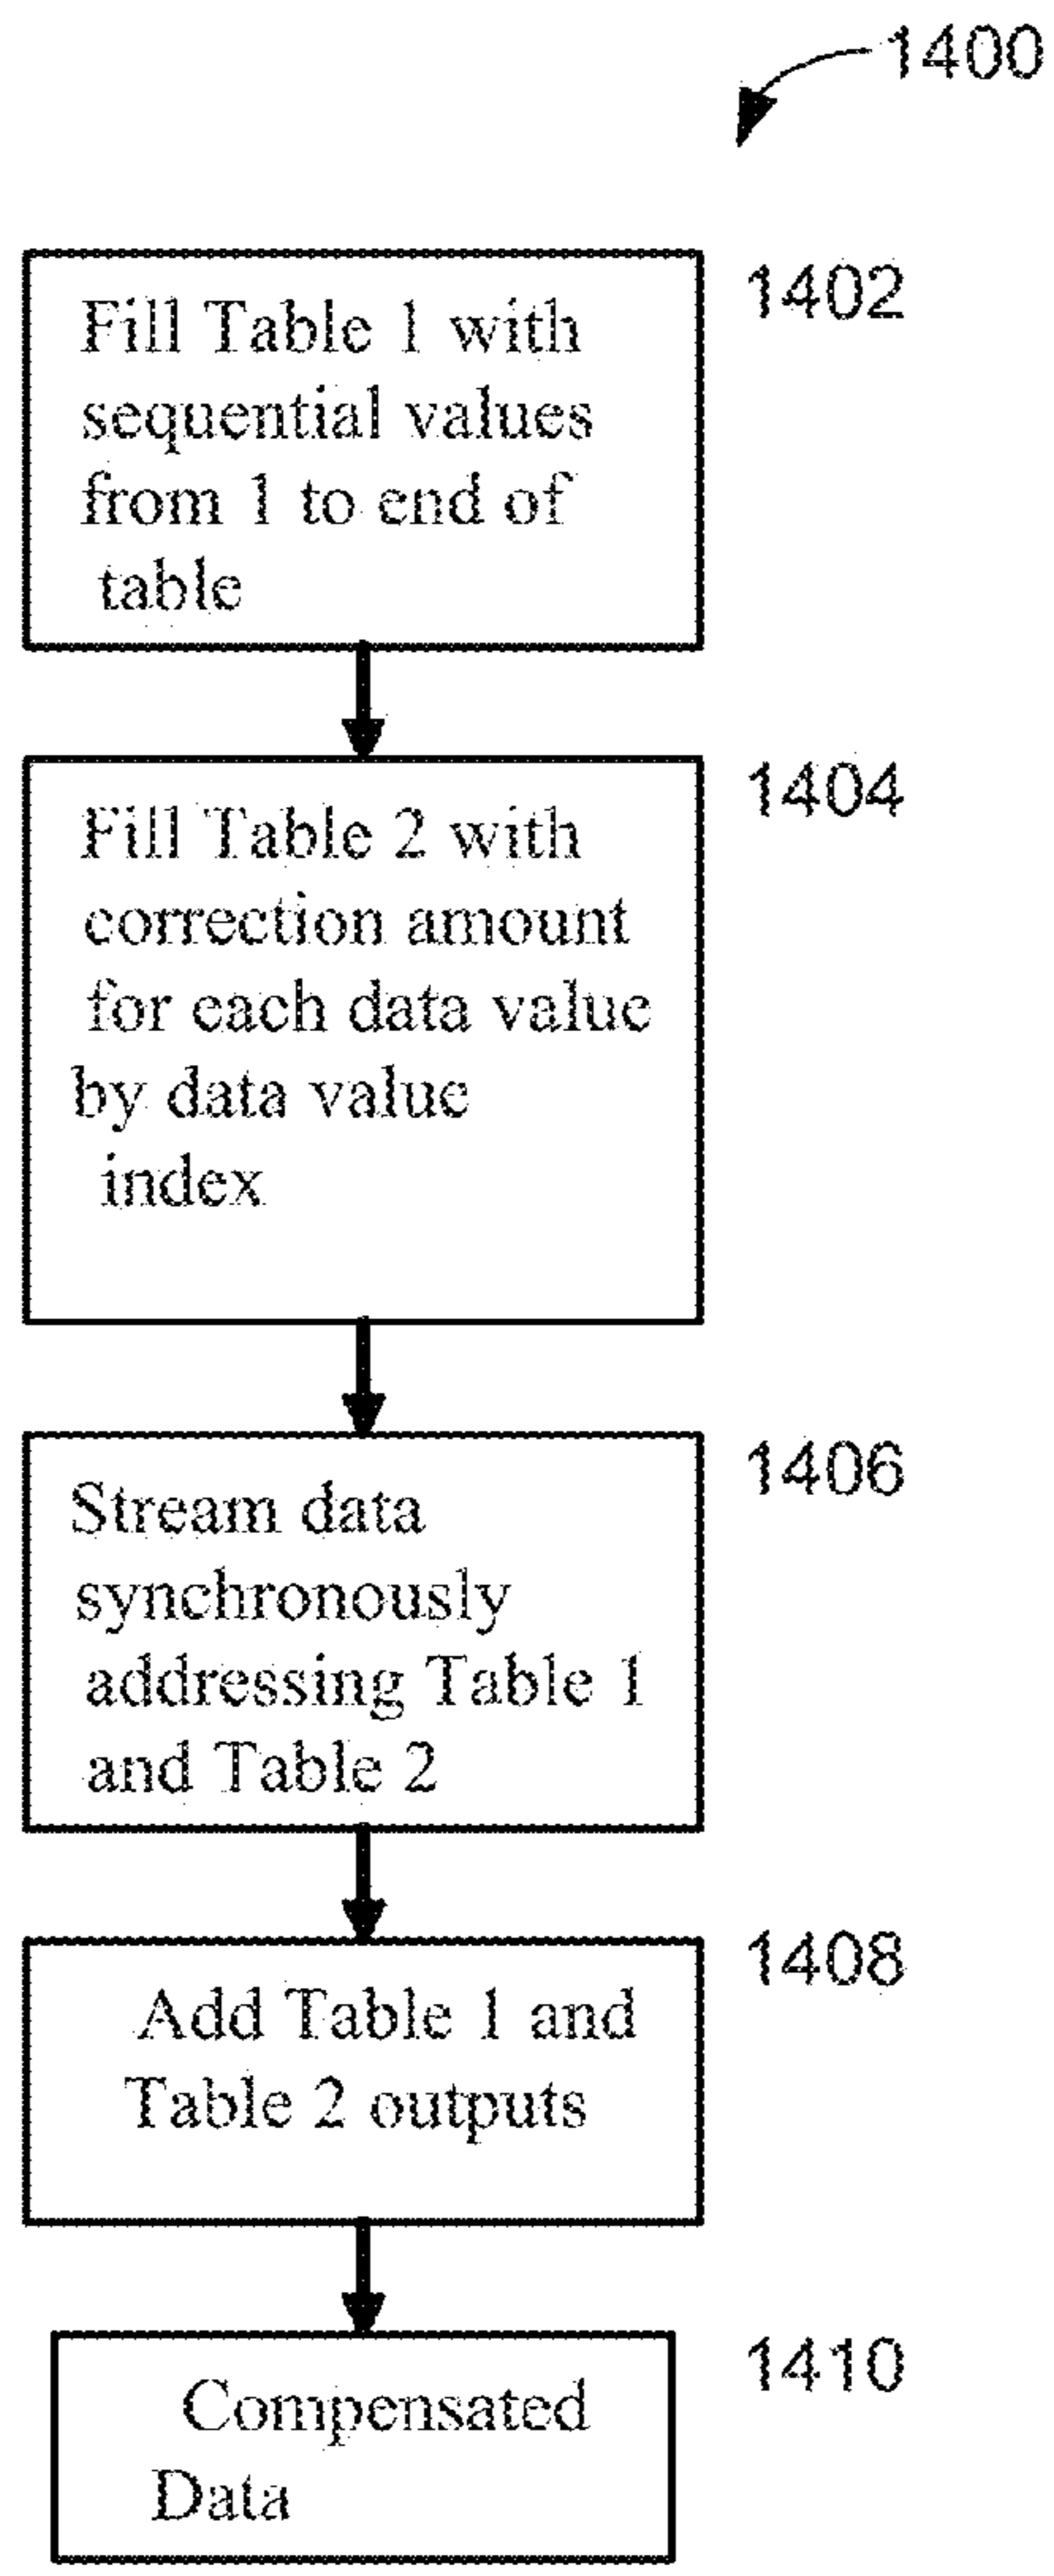 1400
1402
Fill Table 1 with
sequential values
from 1 to end of
table
1404
Fill Table 2 with
correction amount
for each data value
by data value
index
1406
Stream data
synchronously
addressing Table 1
and Table 2
1408
Add Table 1 and
Table 2 outputs
1410
Compensated
Data